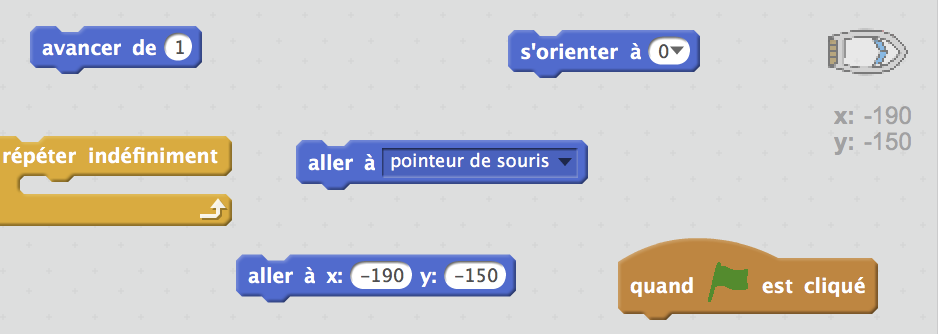 avancer de 1
s'orienter à 0
x: -190
y: -150
répéter indéfiniment
aller à pointeur de souris
aller à x: -190 y: -150
quand est cliqué